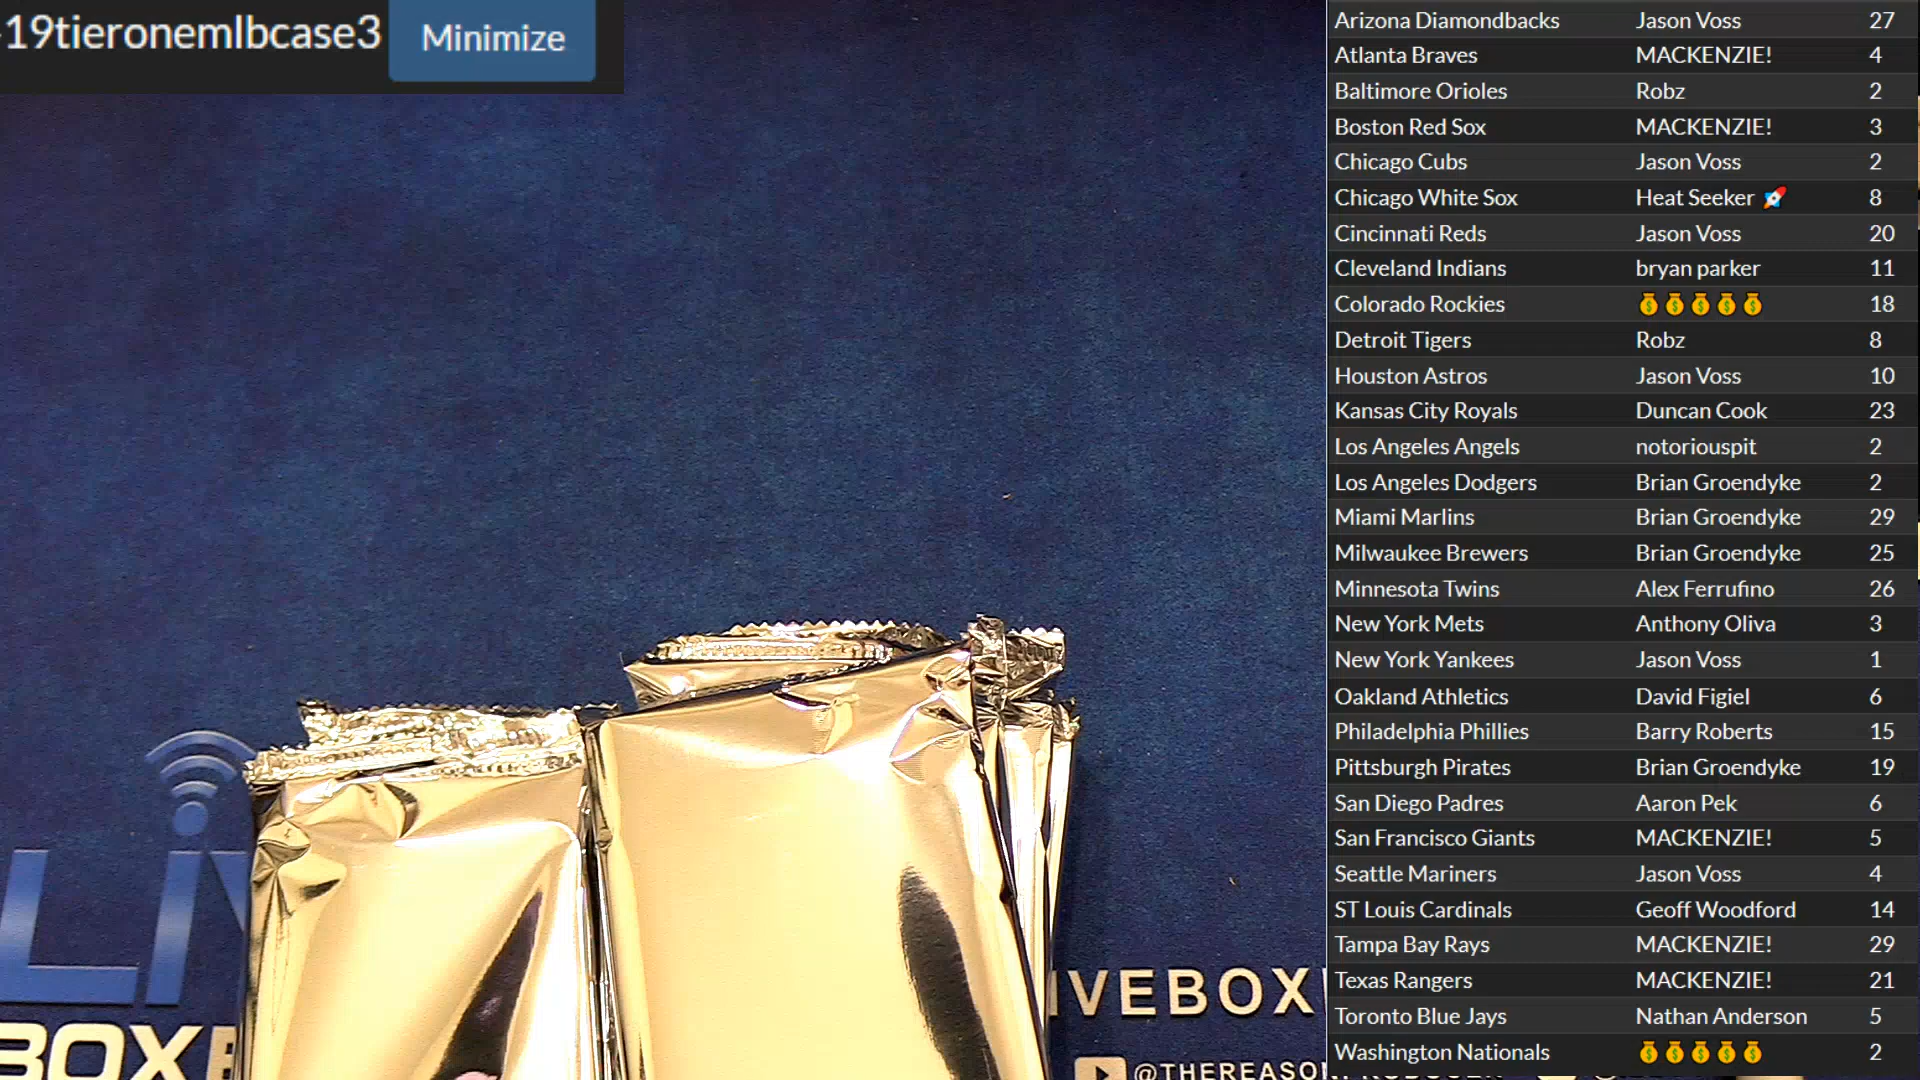 -19tieronemlbcase3 Minimize
Arizona Diamondbacks Jason Voss 27
Atlanta Braves MACKENZIE! 4
Baltimore Orioles Robz 2
Boston Red Sox MACKENZIE! 3
Chicago Cubs Jason Voss 2
Chicago White Sox Heat Seeker 🚀 8
Cincinnati Reds Jason Voss 20
Cleveland Indians bryan parker 11
Colorado Rockies 💰💰💰💰💰 18
Detroit Tigers Robz 8
Houston Astros Jason Voss 10
Kansas City Royals Duncan Cook 23
Los Angeles Angels notoriouspit 2
Los Angeles Dodgers Brian Groendyke 2
Miami Marlins Brian Groendyke 29
Milwaukee Brewers Brian Groendyke 25
Minnesota Twins Alex Ferrufino 26
New York Mets Anthony Oliva 3
New York Yankees Jason Voss 1
Oakland Athletics David Figiel 6
Philadelphia Phillies Barry Roberts 15
Pittsburgh Pirates Brian Groendyke 19
San Diego Padres Aaron Pek 6
San Francisco Giants MACKENZIE! 5
Seattle Mariners Jason Voss 4
ST Louis Cardinals Geoff Woodford 14
Tampa Bay Rays MACKENZIE! 29
Texas Rangers MACKENZIE! 21
Toronto Blue Jays Nathan Anderson 5
Washington Nationals 💰💰💰💰💰 2
LIV
BOXE
IVEBOX